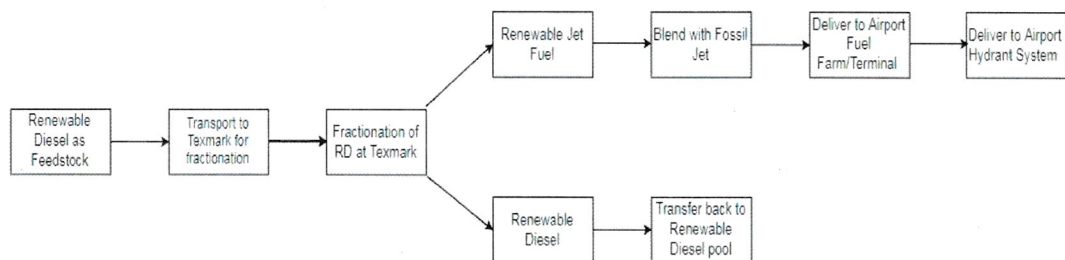 Renewable Jet
Fuel
Blend with Fossil
Jet
Deliver to Airport
Fuel
Farm/Terminal
Deliver to Airport
Hydrant System
Renewable
Diesel as
Feedstock
Transport to
Texmark for
fractionation
Fractionation of
RD at Texmark
Renewable
Diesel
Transfer back to
Renewable
Diesel pool